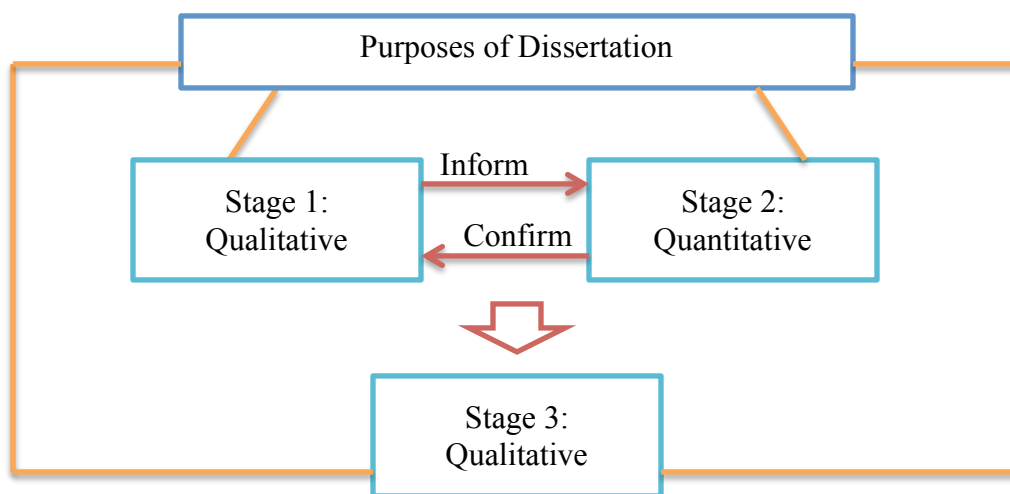 Purposes of Dissertation
Inform
Stage 1:
Qualitative
Stage 2:
Quantitative
Confirm
Stage 3:
Qualitative